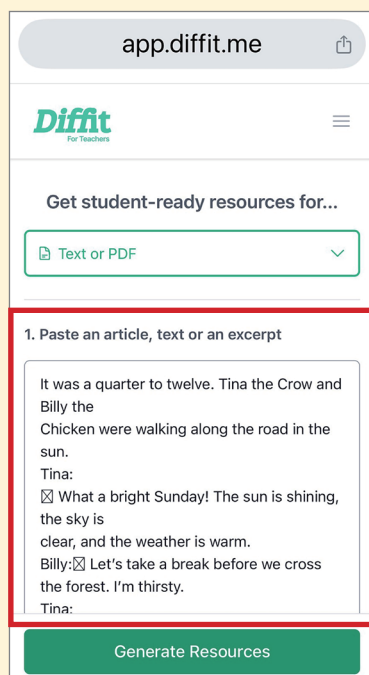 app.diffit.me
Diffit
For Teachers
Get student-ready resources for...
Text or PDF
1. Paste an article, text or an excerpt
It was a quarter to twelve. Tina the Crow and
Billy the
Chicken were walking along the road in the
sun.
Tina:
☒ What a bright Sunday! The sun is shining,
the sky is
clear, and the weather is warm.
Billy:☒ Let’s take a break before we cross
the forest. I’m thirsty.
Tina:
Generate Resources